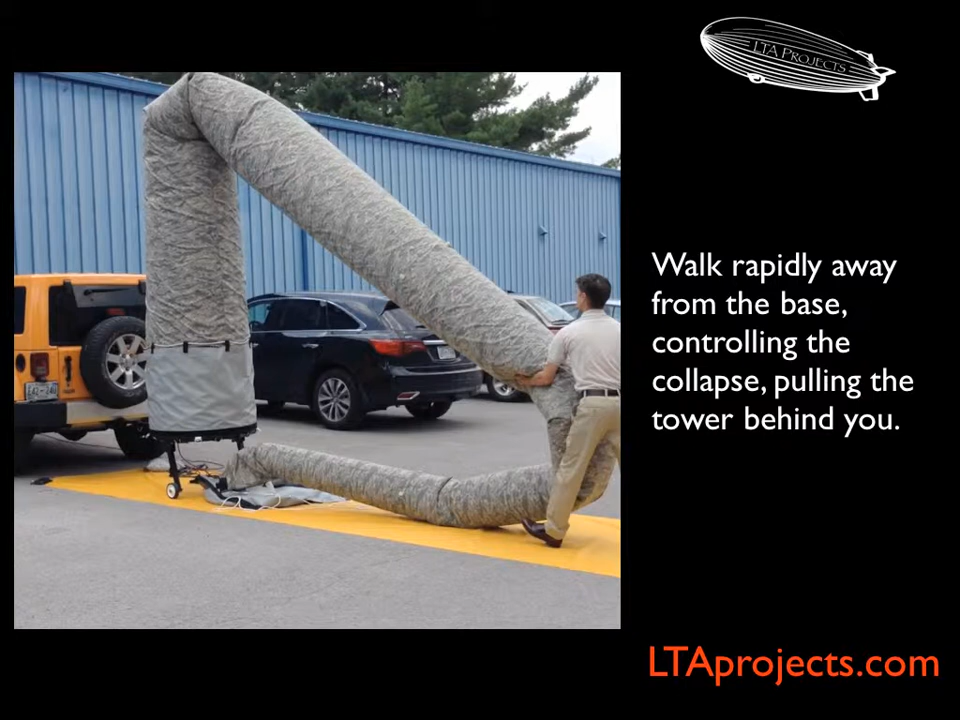 LTA PROJECTS
Walk rapidly away
from the base,
controlling the
collapse, pulling the
tower behind you.
LTAprojects.com